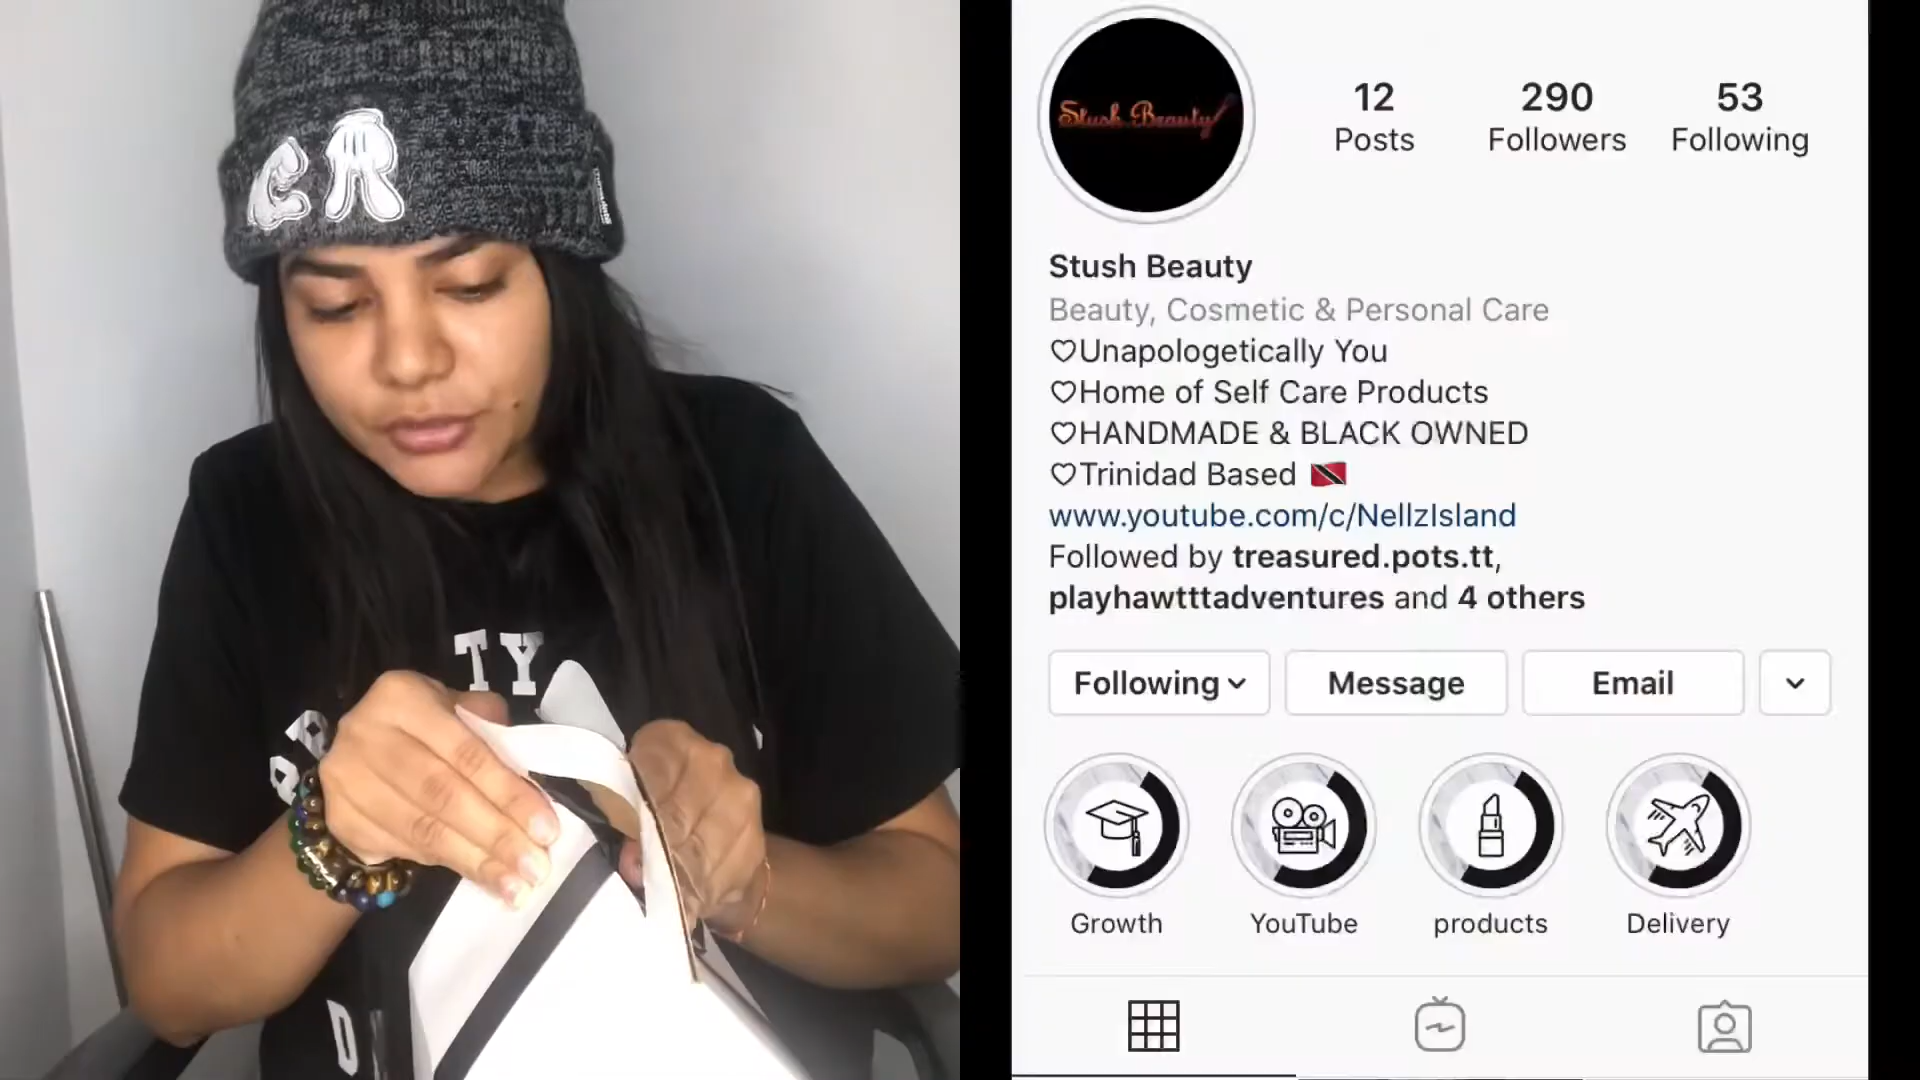 CR
TY
D
Stush Beauty
12
290
53
Posts
Followers
Following
Stush Beauty
Beauty, Cosmetic & Personal Care
♡Unapologetically You
♡Home of Self Care Products
♡HANDMADE & BLACK OWNED
♡Trinidad Based 🇹🇹
www.youtube.com/c/NellzIsland
Followed by treasured.pots.tt,
playhawtttadventures and 4 others
Following
Message
Email
Growth
YouTube
products
Delivery